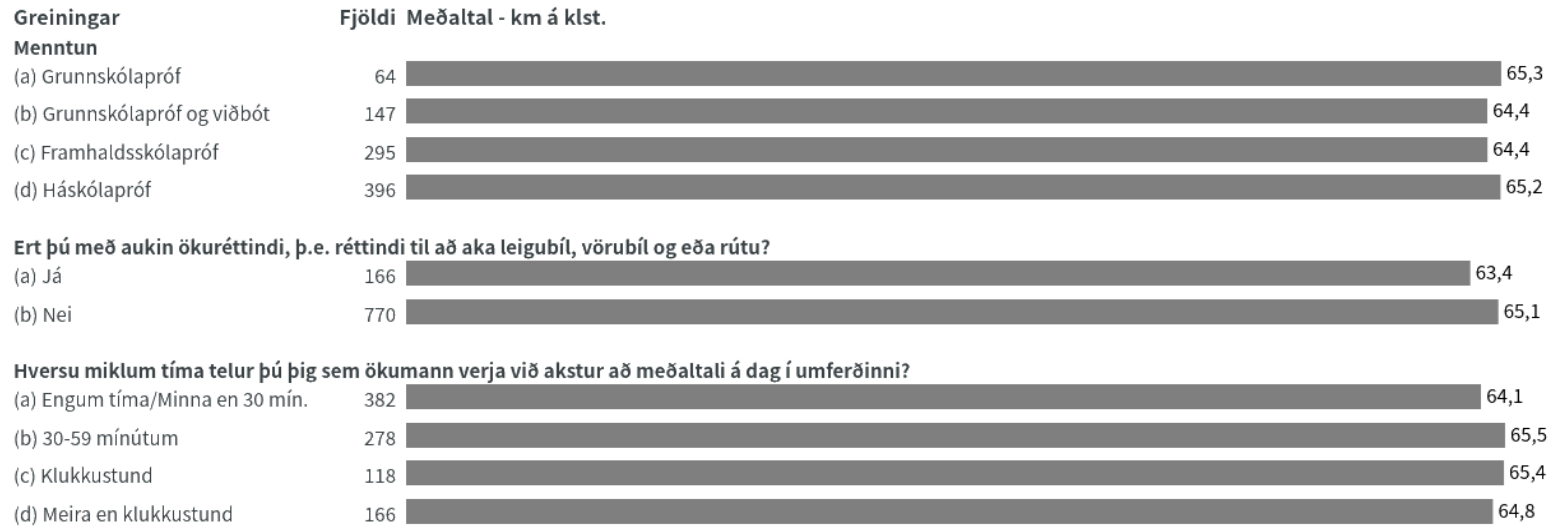 Greiningar Fjöldi Meðaltal - km á klst.
Menntun
(a) Grunnskólapróf 64 65,3
(b) Grunnskólapróf og viðbót 147 64,4
(c) Framhaldsskólapróf 295 64,4
(d) Háskólapróf 396 65,2
Ert þú með aukin ökuréttindi, þ.e. réttindi til að aka leigubíl, vörubíl og eða rútu?
(a) Já 166 63,4
(b) Nei 770 65,1
Hversu miklum tíma telur þú þig sem ökumann verja við akstur að meðaltali á dag í umferðinni?
(a) Engum tíma/Minna en 30 mín. 382 64,1
(b) 30-59 mínútum 278 65,5
(c) Klukkustund 118 65,4
(d) Meira en klukkustund 166 64,8